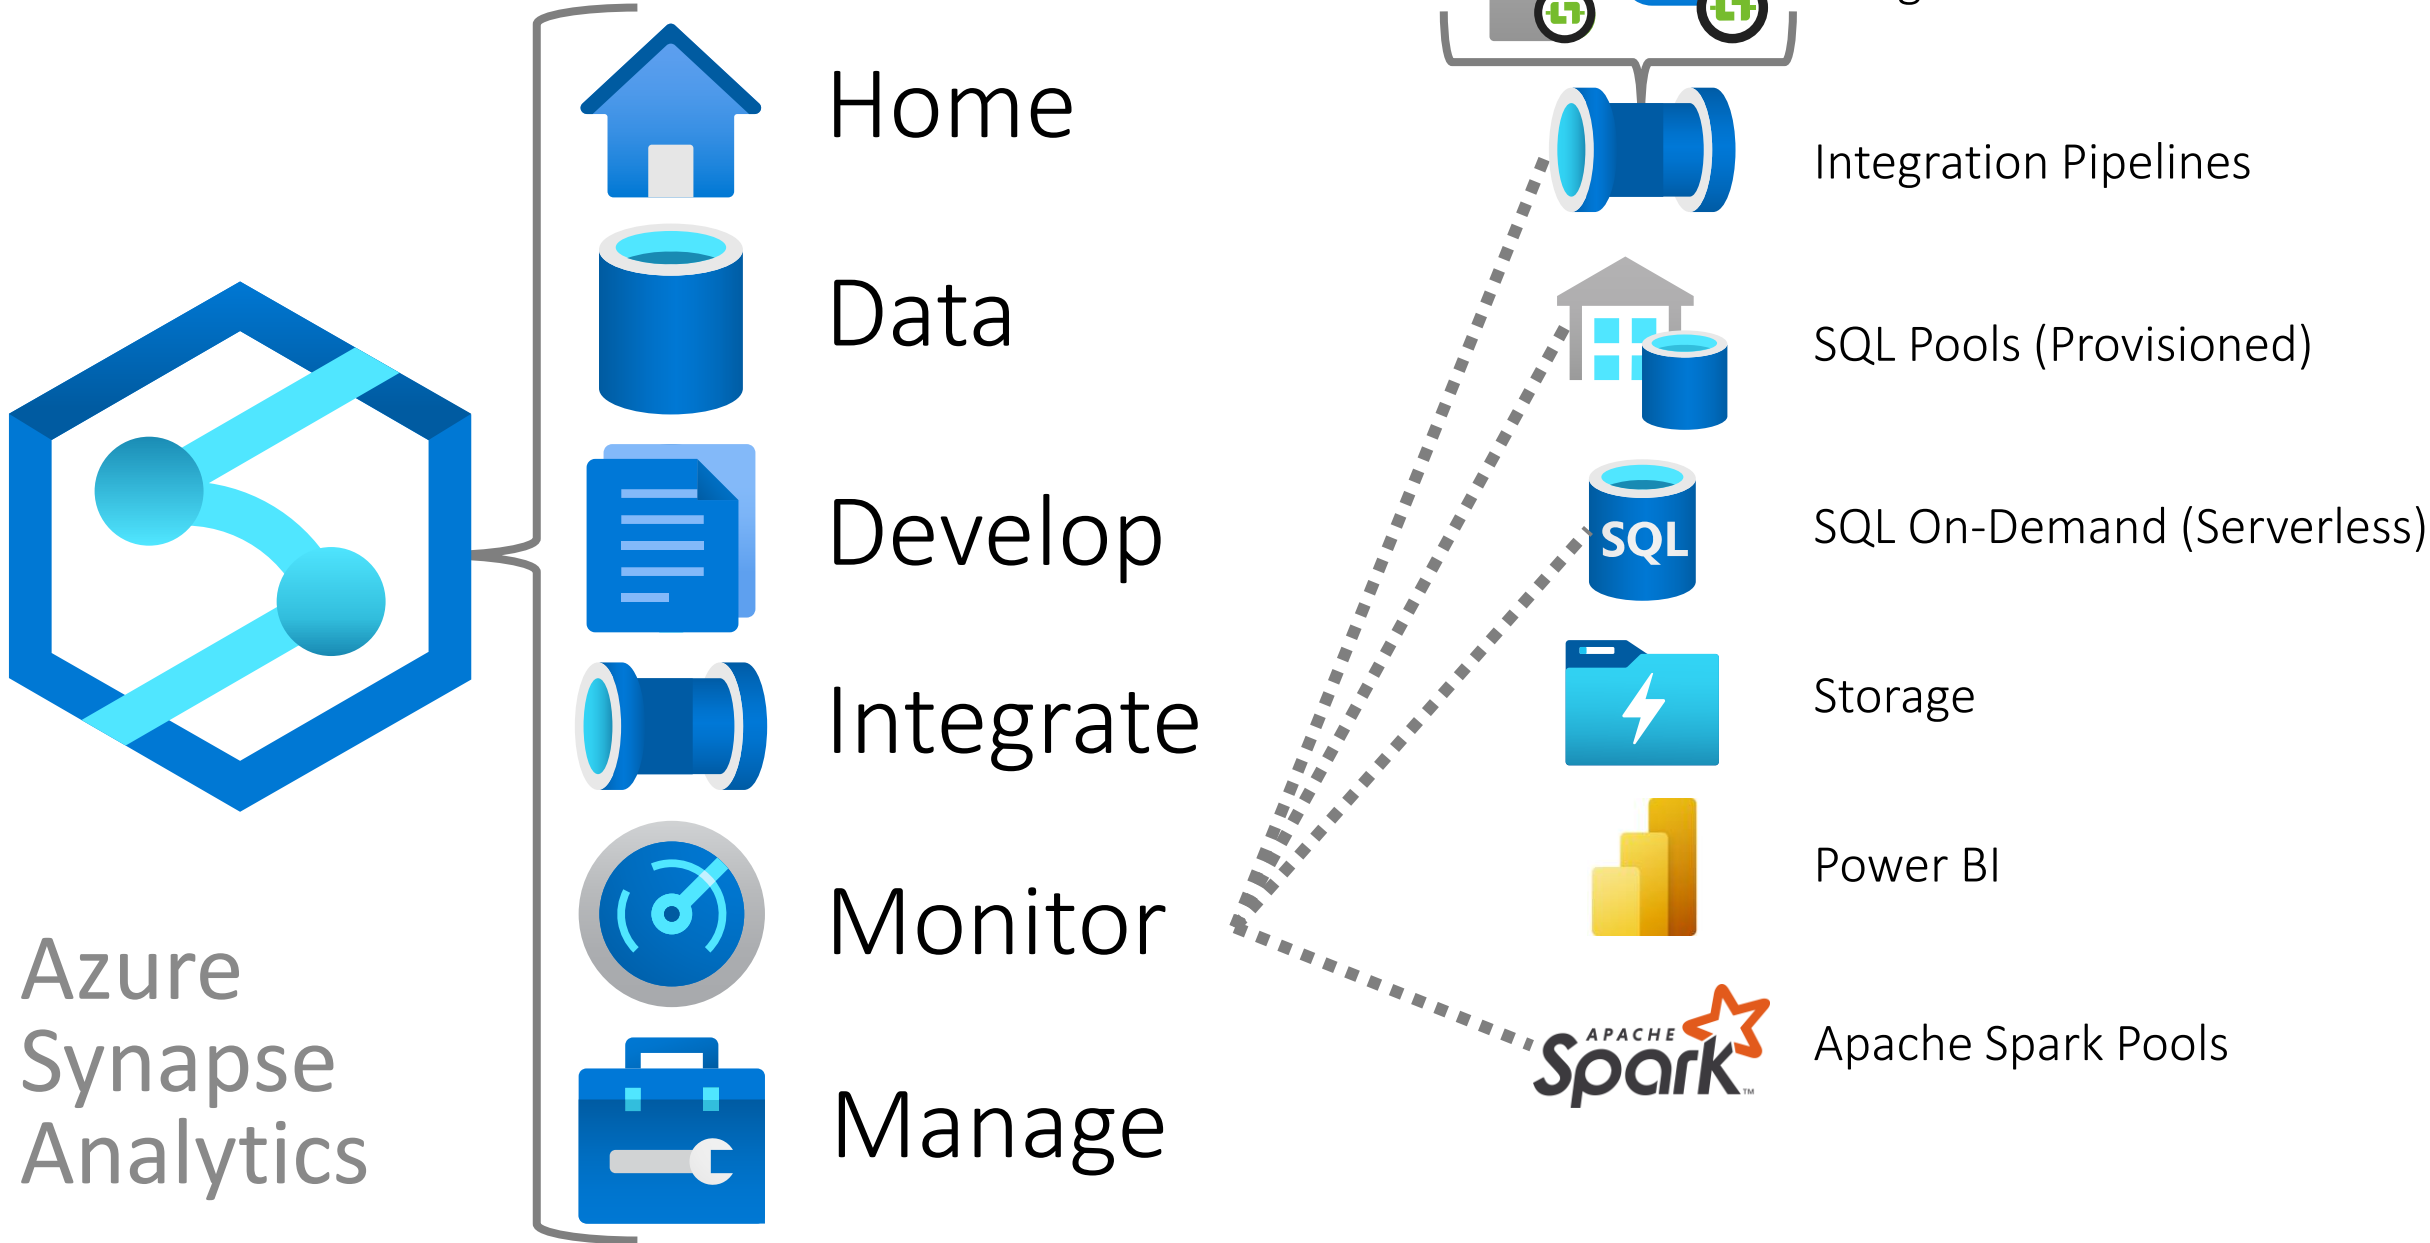 Home
Data
Develop
Integrate
Monitor
Manage
Azure
Synapse
Analytics
Integration Pipelines
SQL Pools (Provisioned)
SQL
SQL On-Demand (Serverless)
Storage
Power BI
APACHE
Spark™
Apache Spark Pools